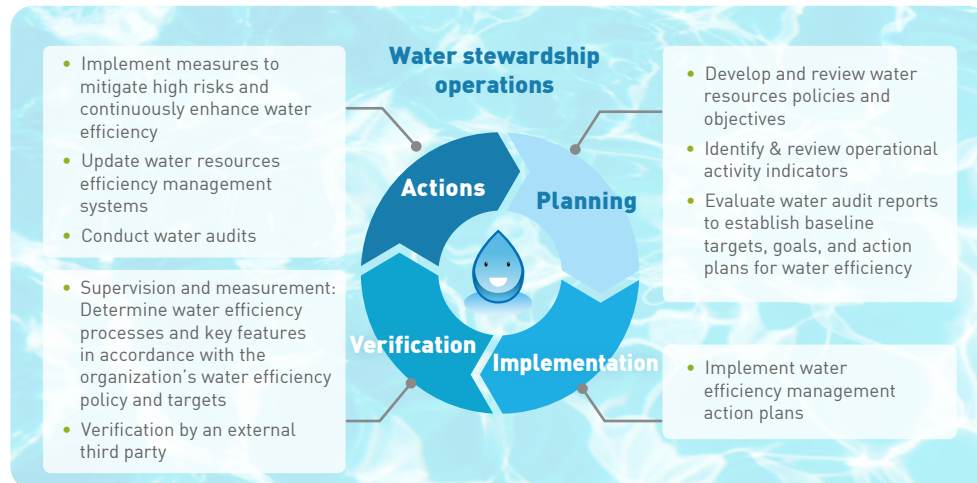 Water stewardship
operations
• Implement measures to
mitigate high risks and
continuously enhance water
efficiency
• Update water resources
efficiency management
systems
• Conduct water audits
• Develop and review water
resources policies and
objectives
• Identify & review operational
activity indicators
• Evaluate water audit reports
to establish baseline
targets, goals, and action
plans for water efficiency
Actions
Planning
Verification
Implementation
• Supervision and measurement:
Determine water efficiency
processes and key features
in accordance with the
organization's water efficiency
policy and targets
• Verification by an external
third party
• Implement water
efficiency management
action plans